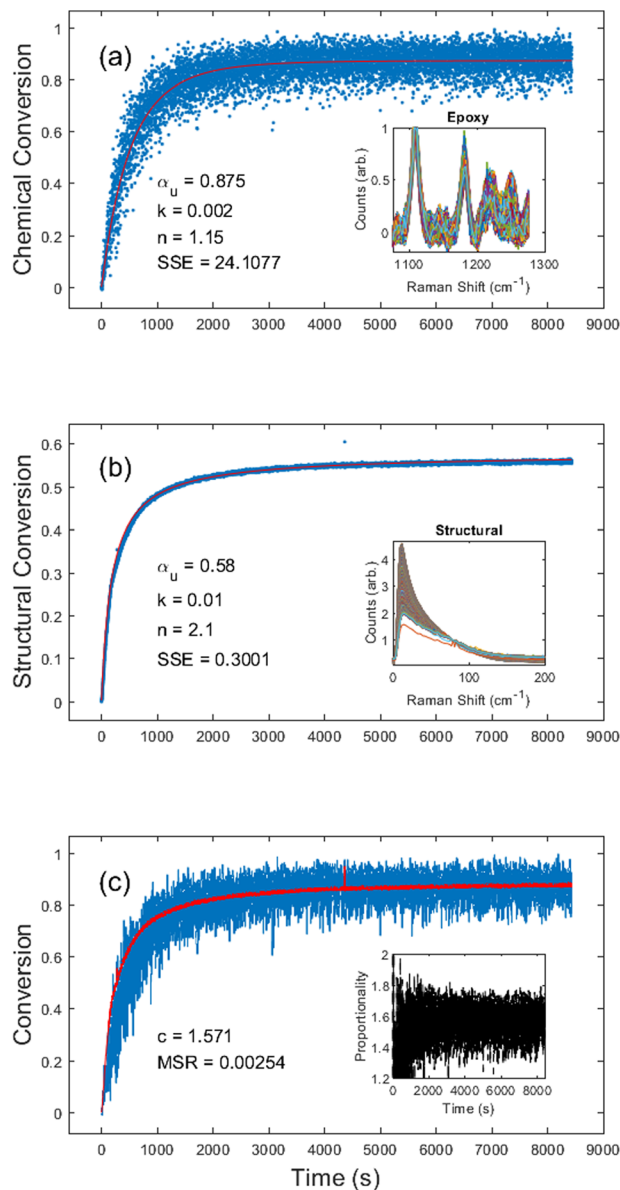 (a)
Chemical Conversion
1
0.8
0.6
0.4
0.2
0
0 1000 2000 3000 4000 5000 6000 7000 8000 9000
αu = 0.875
k = 0.002
n = 1.15
SSE = 24.1077
Epoxy
Counts (arb.)
1
0.5
0
1100 1200 1300
Raman Shift (cm-1)
(b)
Structural Conversion
0.6
0.5
0.4
0.3
0.2
0.1
0
0 1000 2000 3000 4000 5000 6000 7000 8000 9000
αu = 0.58
k = 0.01
n = 2.1
SSE = 0.3001
Structural
Counts (arb.)
4
3
2
1
0 100 200
Raman Shift (cm-1)
(c)
Conversion
1
0.8
0.6
0.4
0.2
0
0 1000 2000 3000 4000 5000 6000 7000 8000 9000
Time (s)
c = 1.571
MSR = 0.00254
Proportionality
2
1.8
1.6
1.4
1.2
0 2000 4000 6000 8000
Time (s)